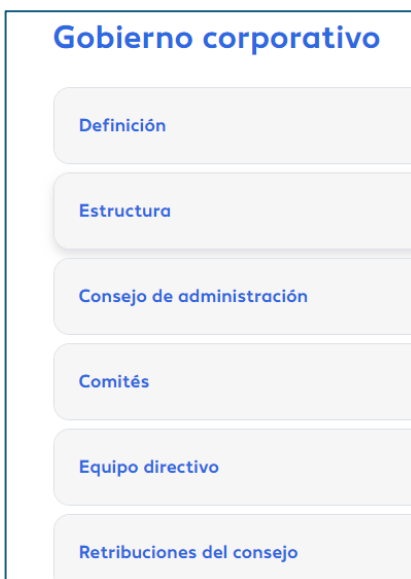 Gobierno corporativo
Definición
Estructura
Consejo de administración
Comités
Equipo directivo
Retribuciones del consejo